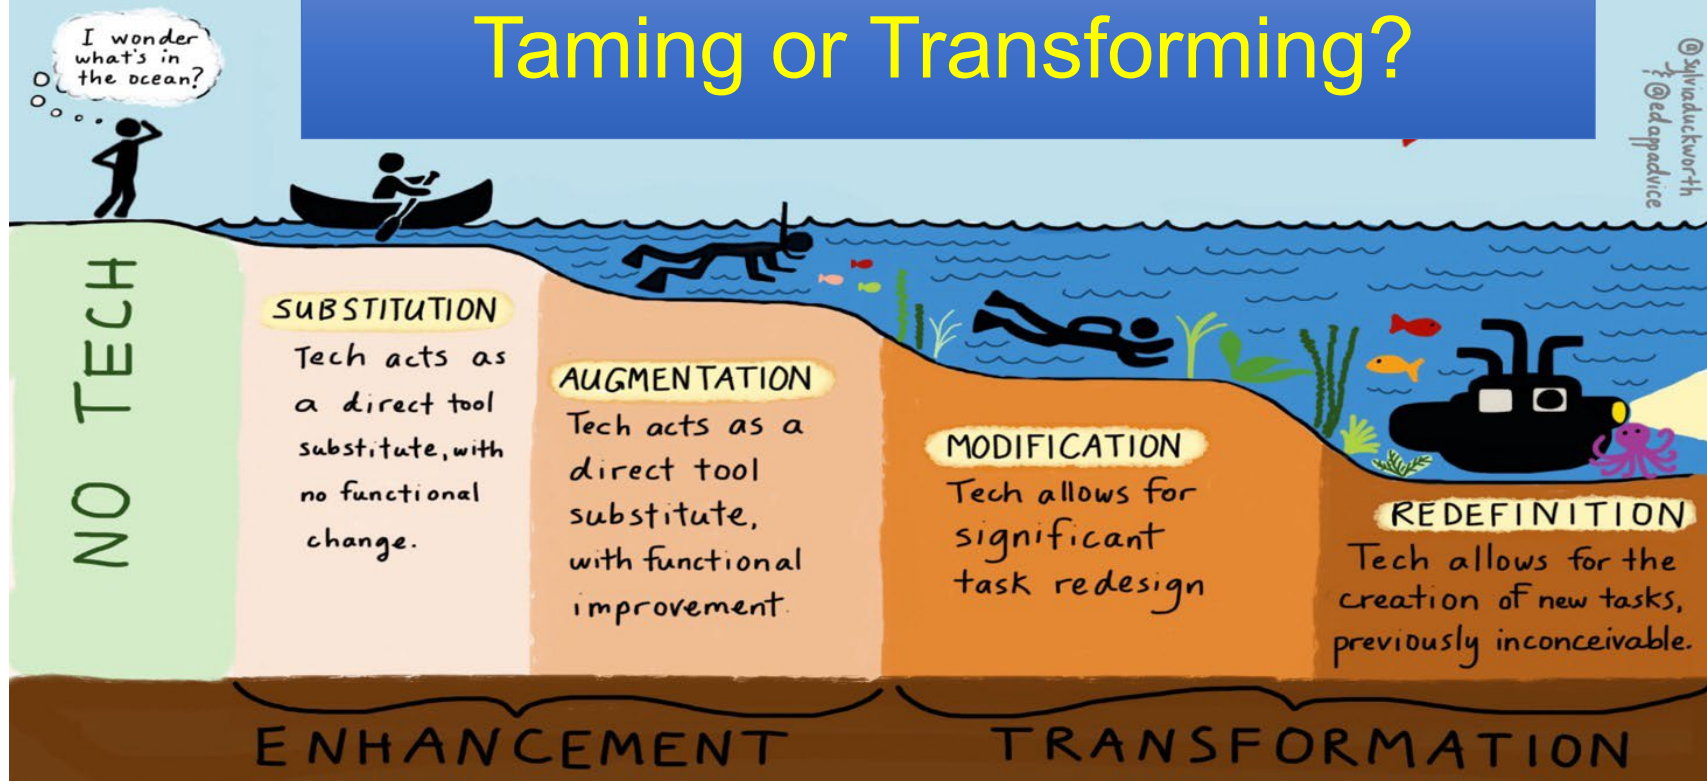 Taming or Transforming?
I wonder
what's in
the ocean?
@sylviaduckworth
& @edappadvice
NO TECH
SUBSTITUTION
Tech acts as
a direct tool
substitute, with
no functional
change.
AUGMENTATION
Tech acts as a
direct tool
substitute,
with functional
improvement.
MODIFICATION
Tech allows for
significant
task redesign
REDEFINITION
Tech allows for the
creation of new tasks,
previously inconceivable.
ENHANCEMENT
TRANSFORMATION